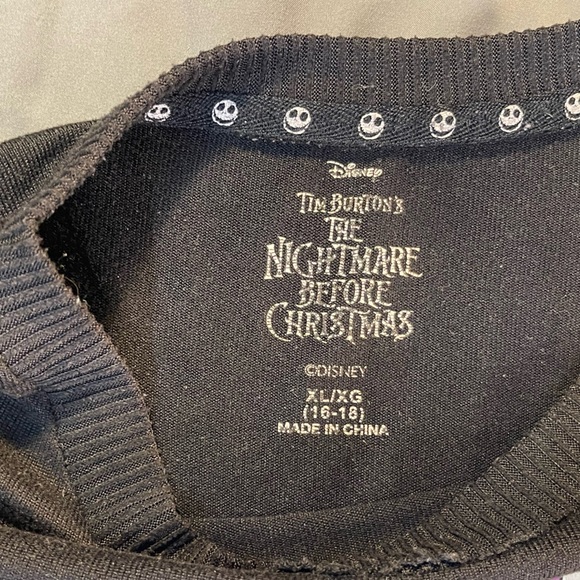 Disney
Tim Burton's
The
Nightmare
Before
Christmas
©DISNEY
XL/XG
(16-18)
MADE IN CHINA